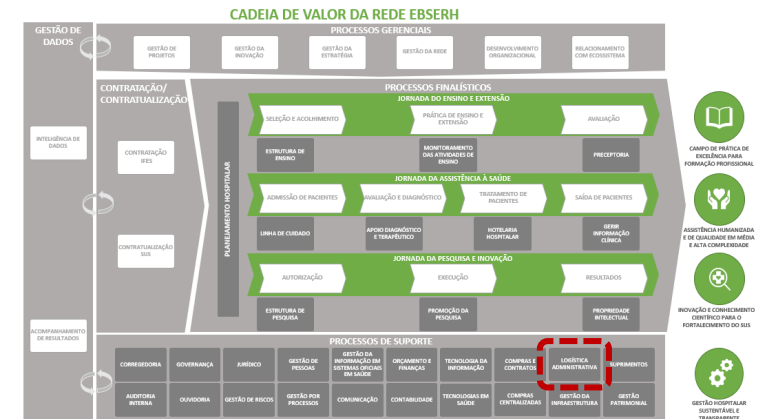 CADEIA DE VALOR DA REDE EBSERH
GESTÃO DE
DADOS
INTELIGÊNCIA DE
DADOS
ACOMPANHAMENTO
DE RESULTADOS
PROCESSOS GERENCIAIS
GESTÃO DE
PROJETOS
GESTÃO DA
INOVAÇÃO
GESTÃO DA
ESTRATÉGIA
GESTÃO DA REDE
DESENVOLVIMENTO
ORGANIZACIONAL
RELACIONAMENTO
COM ECOSSISTEMA
CONTRATAÇÃO/
CONTRATUALIZAÇÃO
CONTRATAÇÃO
IFES
CONTRATUALIZAÇÃO
SUS
PROCESSOS FINALÍSTICOS
PLANEJAMENTO HOSPITALAR
JORNADA DO ENSINO E EXTENSÃO
SELEÇÃO E ACOLHIMENTO
PRÁTICA DE ENSINO E
EXTENSÃO
AVALIAÇÃO
ESTRUTURA DE
ENSINO
MONITORAMENTO
DAS ATIVIDADES DE
ENSINO
PRECEPTORIA
JORNADA DA ASSISTÊNCIA À SAÚDE
ADMISSÃO DE PACIENTES
AVALIAÇÃO E DIAGNÓSTICO
TRATAMENTO DE
PACIENTES
SAÍDA DE PACIENTES
LINHA DE CUIDADO
APOIO DIAGNÓSTICO
E TERAPÊUTICO
HOTELARIA
HOSPITALAR
GERIR
INFORMAÇÃO
CLÍNICA
JORNADA DA PESQUISA E INOVAÇÃO
AUTORIZAÇÃO
EXECUÇÃO
RESULTADOS
ESTRUTURA DE
PESQUISA
PROMOÇÃO DA
PESQUISA
PROPRIEDADE
INTELECTUAL
PROCESSOS DE SUPORTE
CORREGEDORIA
GOVERNANÇA
JURÍDICO
GESTÃO DE
PESSOAS
GESTÃO DA
INFORMAÇÃO EM
SISTEMAS OFICIAIS
EM SAÚDE
ORÇAMENTO E
FINANÇAS
TECNOLOGIA DA
INFORMAÇÃO
COMPRAS E
CONTRATOS
LOGÍSTICA
ADMINISTRATIVA
SUPRIMENTOS
AUDITORIA
INTERNA
OUVIDORIA
GESTÃO DE RISCOS
GESTÃO POR
PROCESSOS
COMUNICAÇÃO
CONTABILIDADE
TECNOLOGIAS EM
SAÚDE
COMPRAS
CENTRALIZADAS
GESTÃO DA
INFRAESTRUTURA
GESTÃO
PATRIMONIAL
CAMPO DE PRÁTICA DE
EXCELÊNCIA PARA
FORMAÇÃO PROFISSIONAL
ASSISTÊNCIA HUMANIZADA
E DE QUALIDADE EM MÉDIA
E ALTA COMPLEXIDADE
INOVAÇÃO E CONHECIMENTO
CIENTÍFICO PARA O
FORTALECIMENTO DO SUS
GESTÃO HOSPITALAR
SUSTENTÁVEL E
TRANSPARENTE